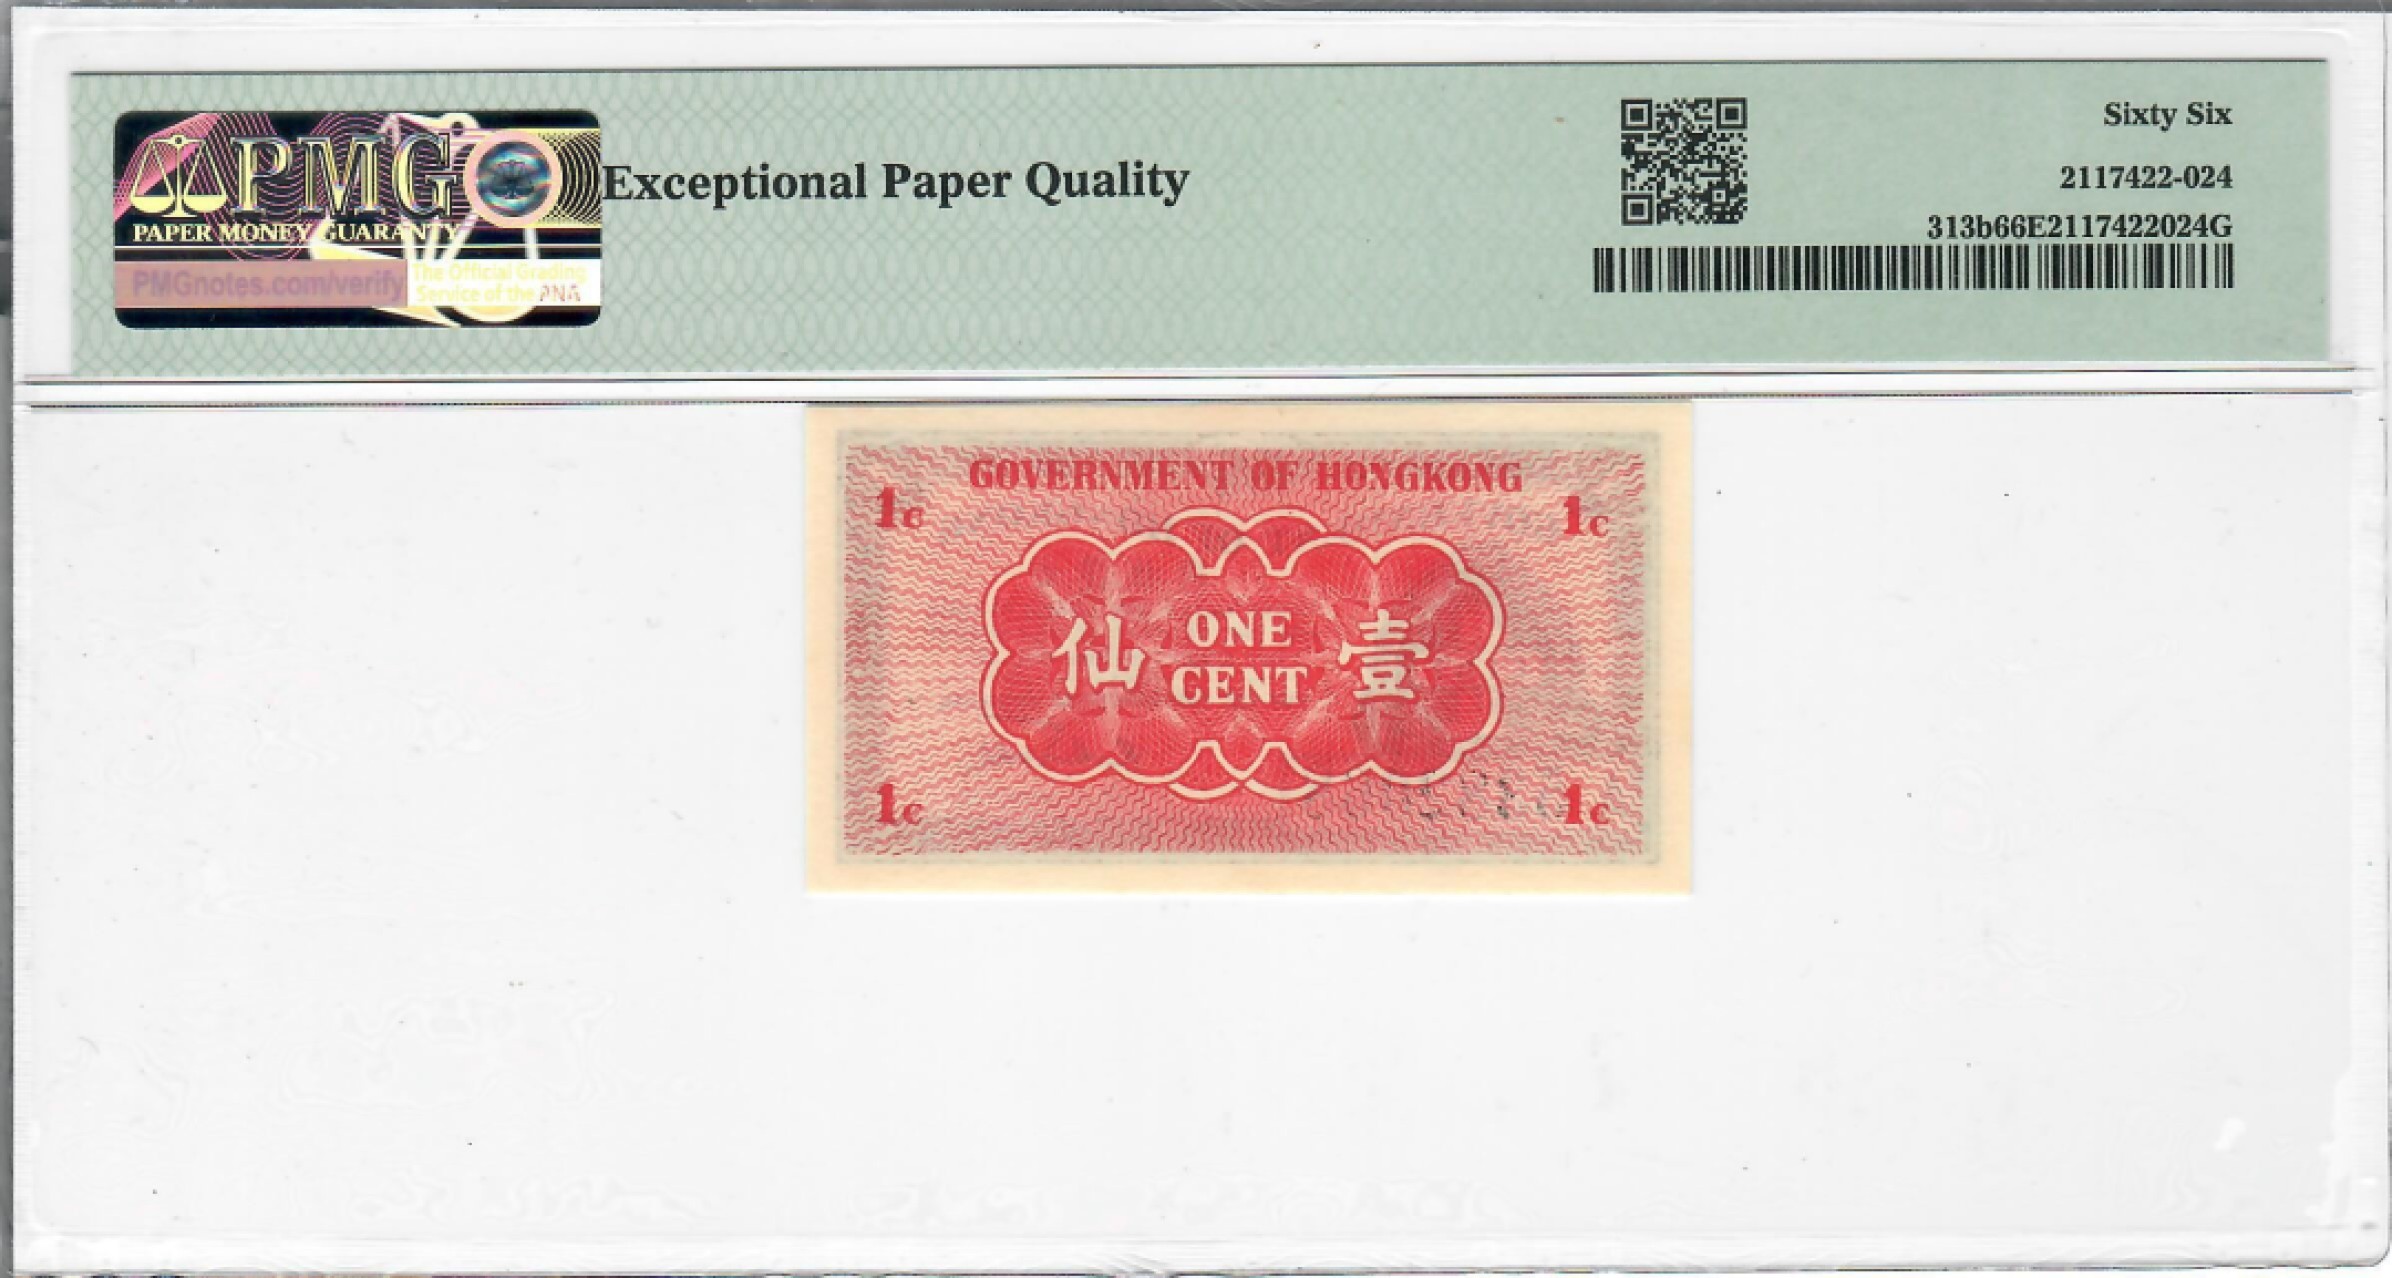 PMG
PAPER MONEY GUARANTY
PMGnotes.com/verify
The Official Grading
Service of the PNG
Exceptional Paper Quality
Sixty Six
2117422-024
313b66E2117422024G
GOVERNMENT OF HONGKONG
1c 1c
仙 ONE CENT 壹
1c 1c